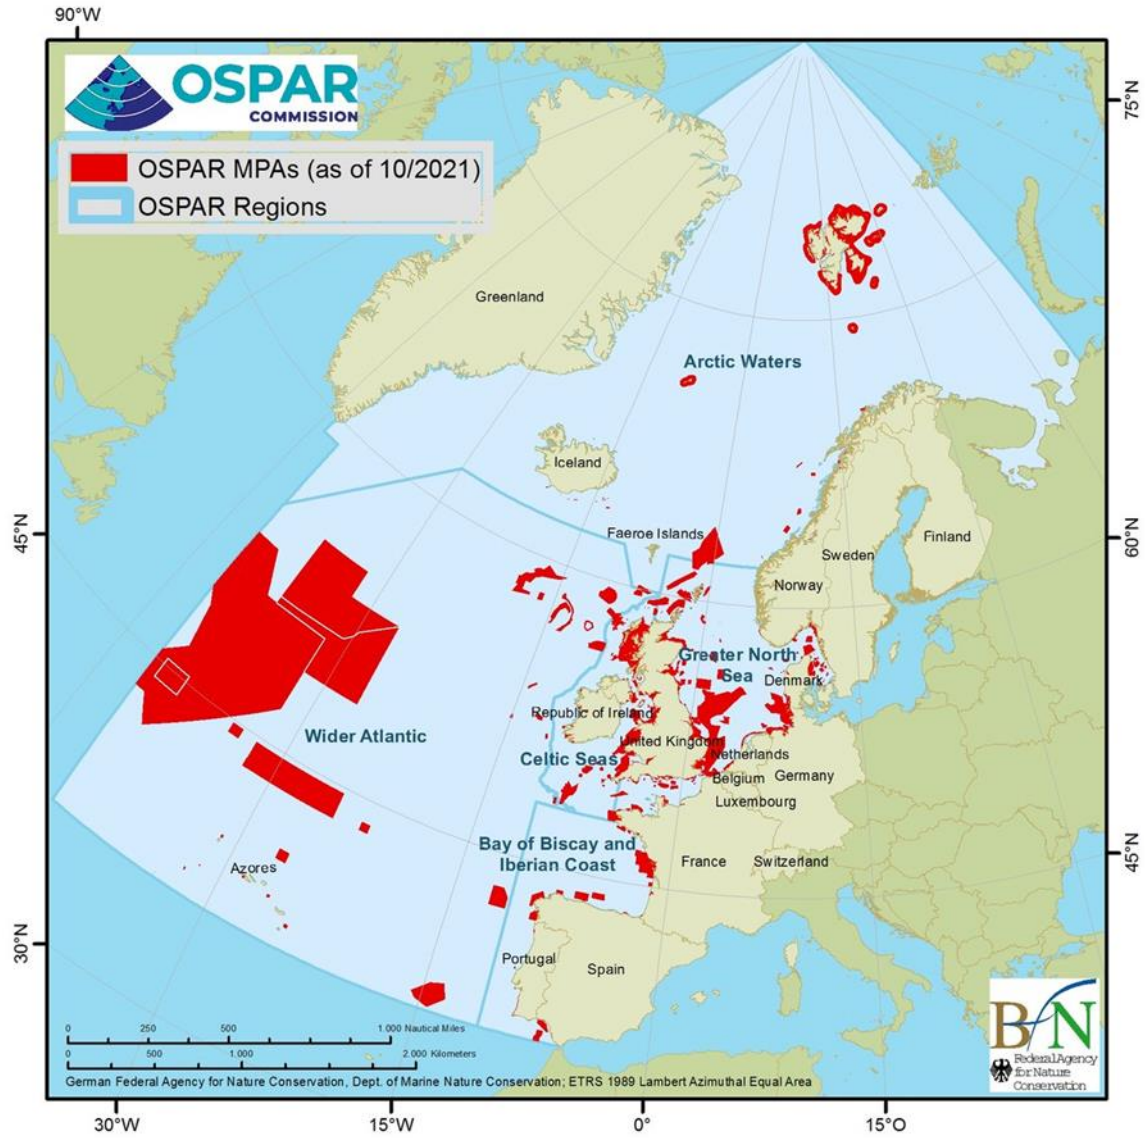 90°W
OSPAR
COMMISSION
75°N
OSPAR MPAs (as of 10/2021)
OSPAR Regions
Greenland
Arctic Waters
Iceland
45°N
Faeroe Islands
60°N
Finland
Sweden
Norway
Greater North
Sea
Denmark
Republic of Ireland
Wider Atlantic
United Kingdom
Celtic Seas
Netherlands
Belgium
Germany
Luxembourg
Bay of Biscay and
Iberian Coast
France
Switzerland
45°N
Azores
30°N
Portugal
Spain
0 250 500 1.000 Nautical Miles
0 500 1.000 2.000 Kilometers
German Federal Agency for Nature Conservation, Dept. of Marine Nature Conservation; ETRS 1989 Lambert Azimuthal Equal Area
BfN
Federal Agency
for Nature
Conservation
30°W
15°W
0°
15°O